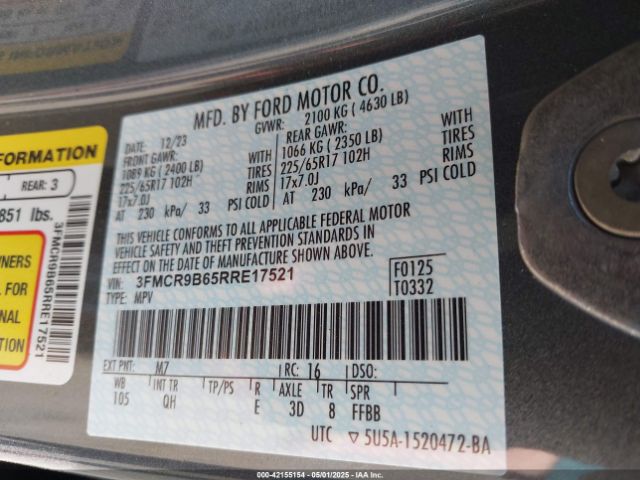 MFD. BY FORD MOTOR CO.
DATE: 12/23
GVWR: 2100 KG ( 4630 LB)
FRONT GAWR:
1089 KG ( 2400 LB)
WITH
225/65R17 102H
TIRES
17x7.0J
RIMS
AT 230 kPa/ 33 PSI COLD
REAR GAWR:
1066 KG ( 2350 LB)
WITH
225/65R17 102H
TIRES
17x7.0J
RIMS
AT 230 kPa/ 33 PSI COLD
THIS VEHICLE CONFORMS TO ALL APPLICABLE FEDERAL MOTOR
VEHICLE SAFETY AND THEFT PREVENTION STANDARDS IN
EFFECT ON THE DATE OF MANUFACTURE SHOWN ABOVE.
VIN: 3FMCR9B65RRE17521
TYPE: MPV
F0125
T0332
EXT PNT: M7 RC: 16 DSO:
WB INT TR TP/PS R AXLE TR SPR
105 QH E 3D 8 FFBB
UTC ▽ 5U5A-1520472-BA
FORMATION
REAR: 3
851 lbs.
WNERS
L FOR
ONAL
TION
3FMCR9B65RRE17521
000-42155154 - 05/01/2025 - IAAI.com